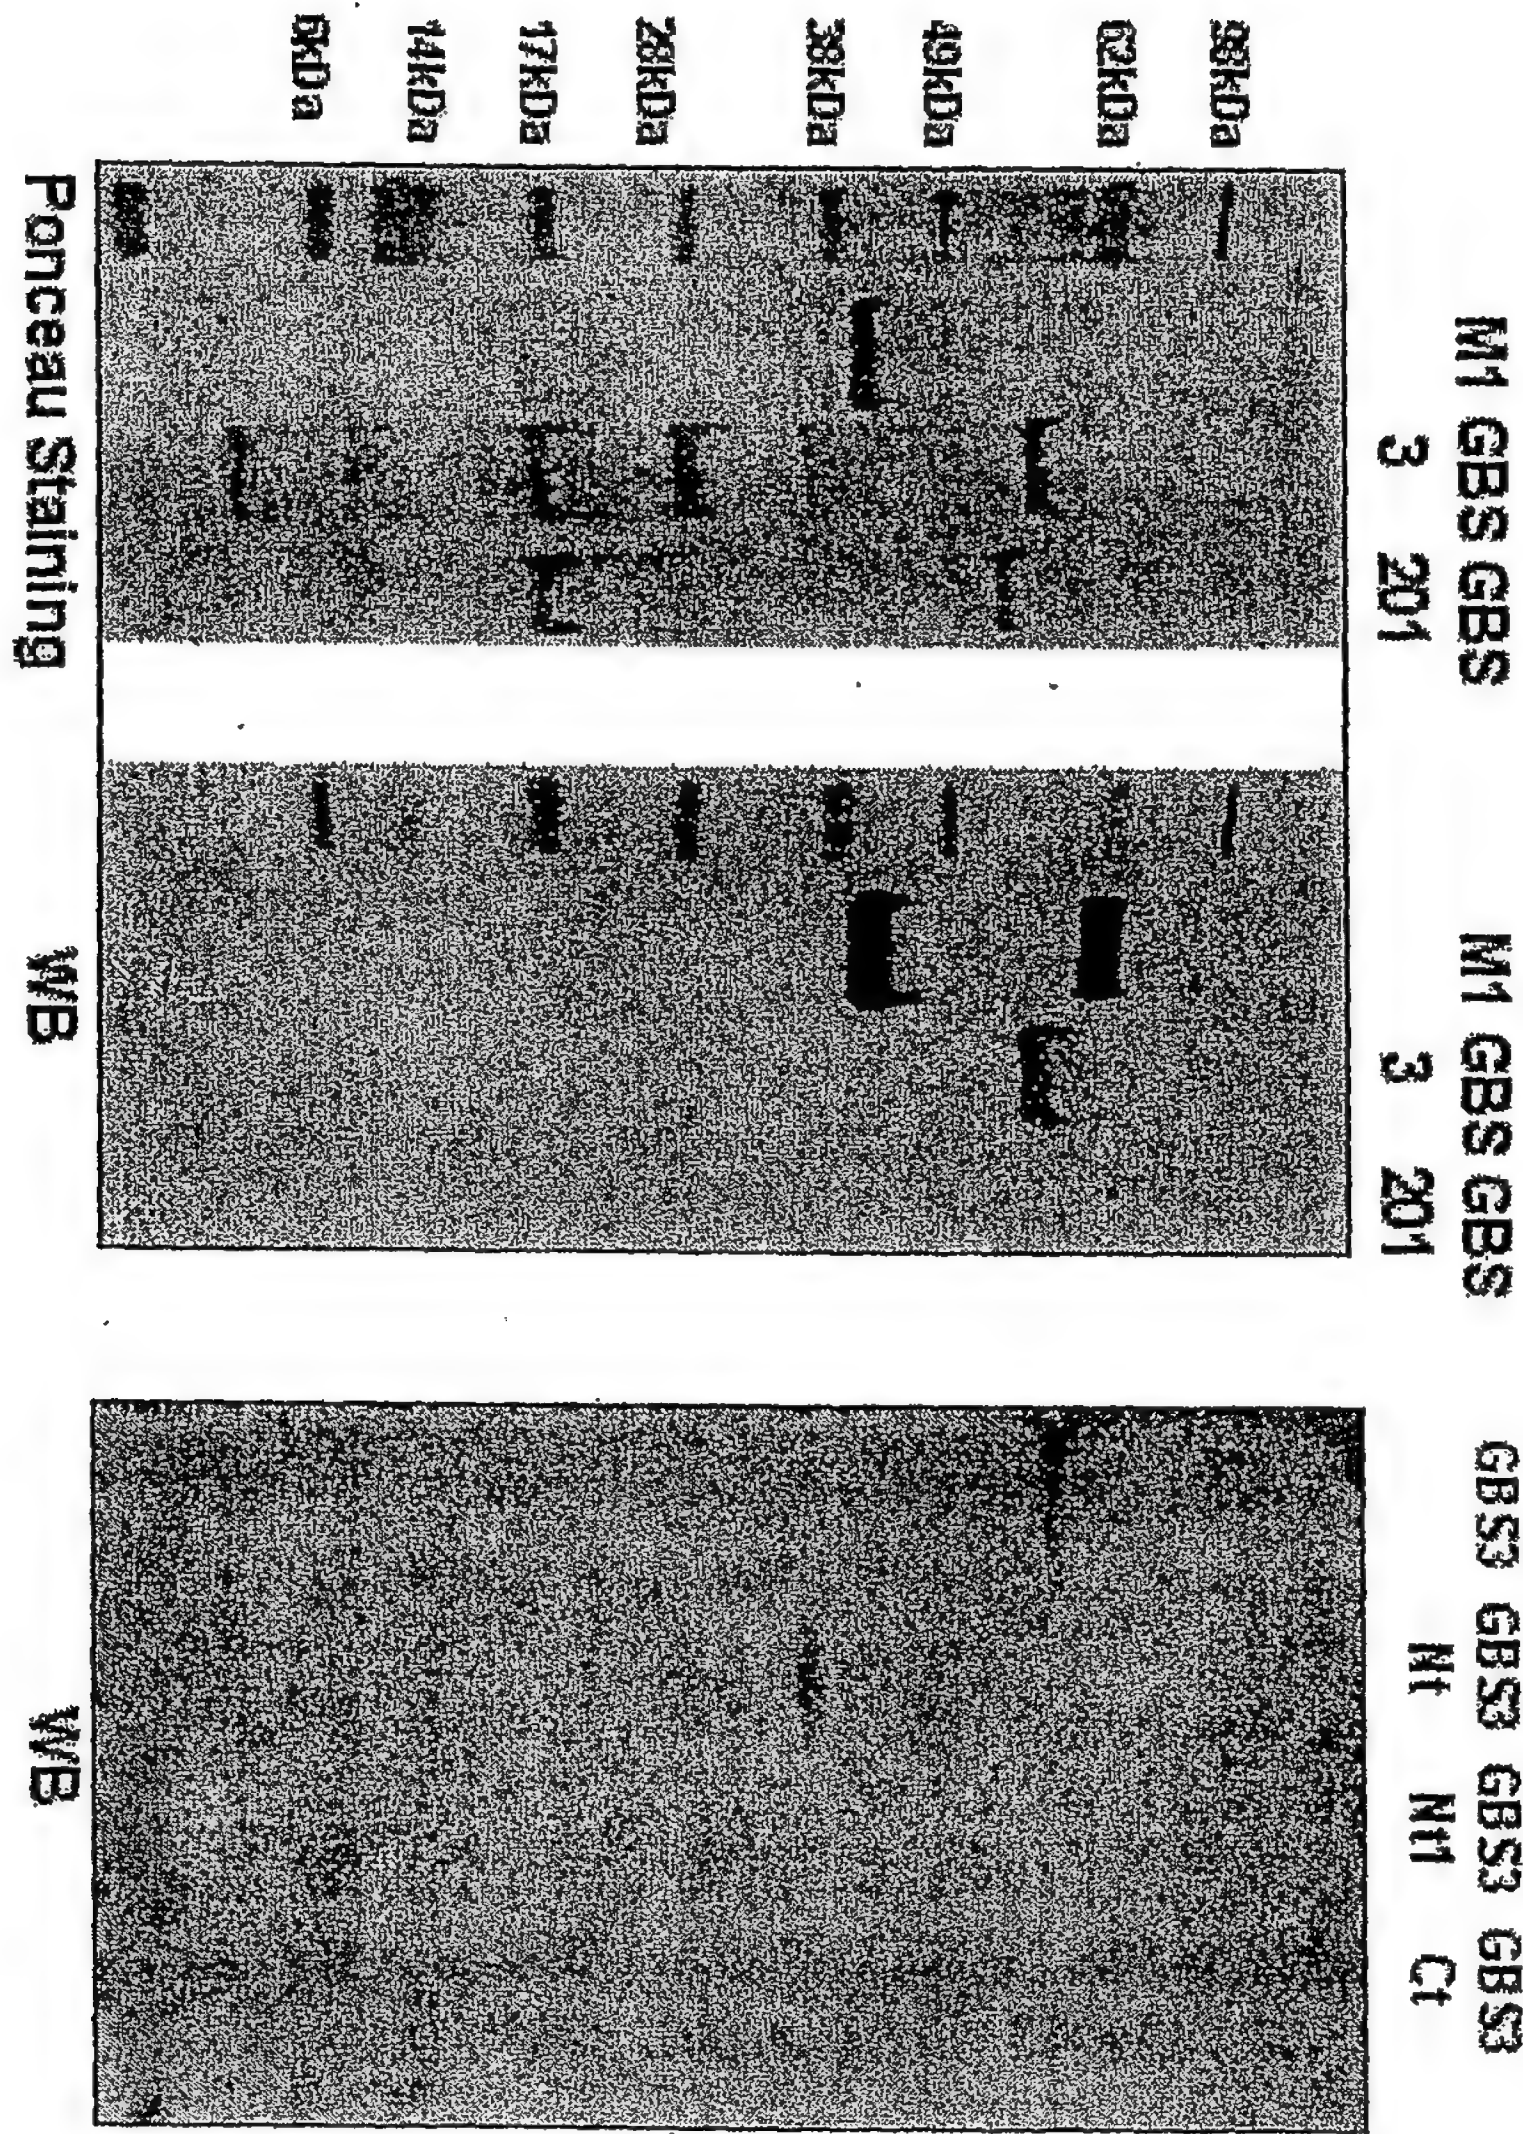 M1 GBS GBS M1 GBS GBS GBS3 GBS3 GBS3 GBS3
3 201 3 201 Nt Nt1 Ct
98kDa
62kDa
49kDa
38kDa
28kDa
17kDa
14kDa
6kDa
Ponceau Staining WB WB